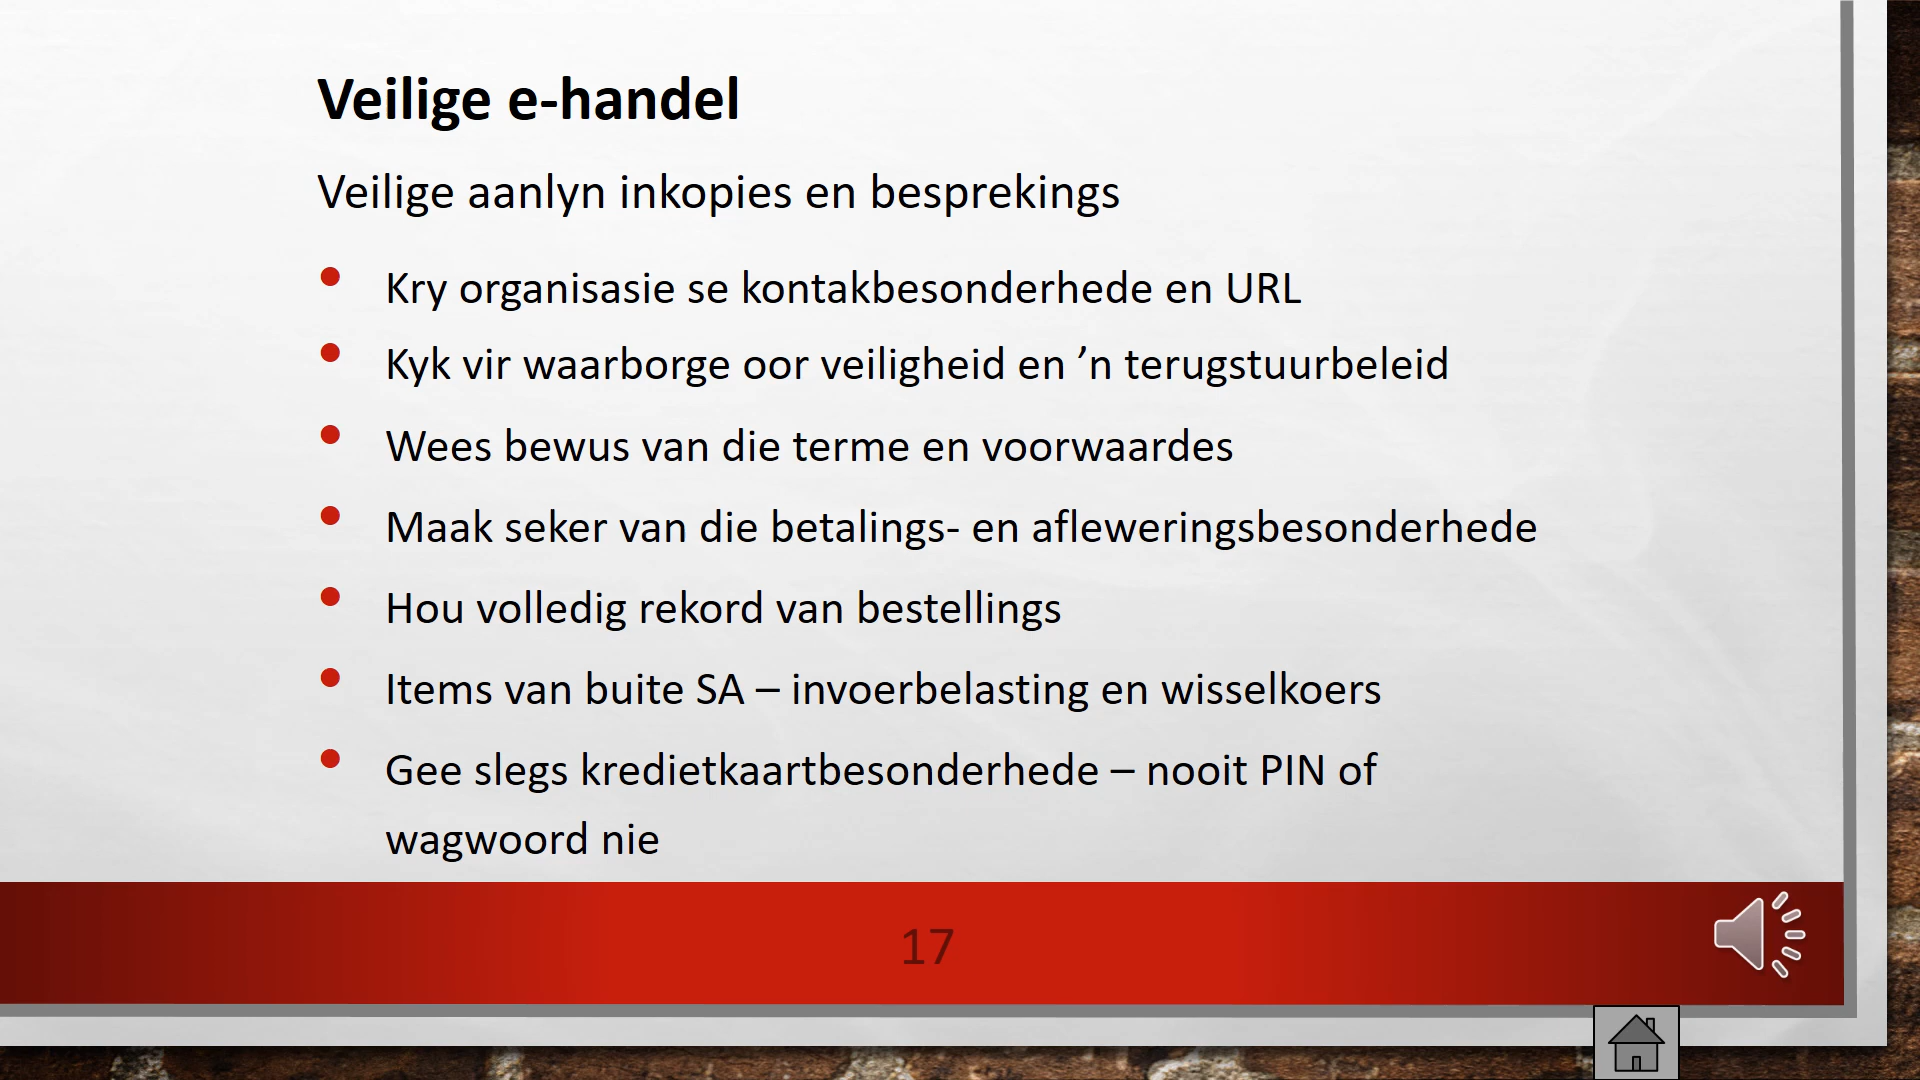 Veilige e-handel
Veilige aanlyn inkopies en besprekings
• Kry organisasie se kontakbesonderhede en URL
• Kyk vir waarborge oor veiligheid en ’n terugstuurbeleid
• Wees bewus van die terme en voorwaardes
• Maak seker van die betalings- en afleweringsbesonderhede
• Hou volledig rekord van bestellings
• Items van buite SA – invoerbelasting en wisselkoers
• Gee slegs kredietkaartbesonderhede – nooit PIN of
wagwoord nie
17